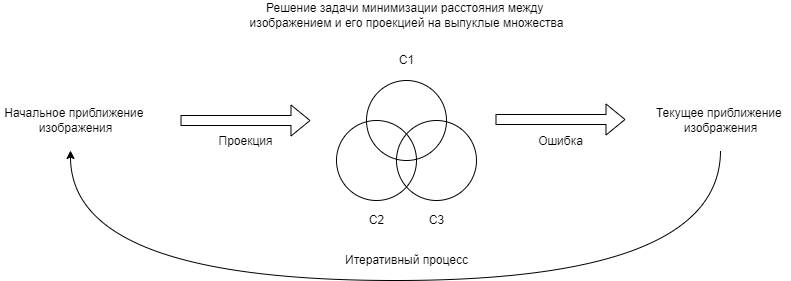 Решение задачи минимизации расстояния между
изображением и его проекцией на выпуклые множества
C1
Начальное приближение
изображения
Проекция
Ошибка
Текущее приближение
изображения
C2
C3
Итеративный процесс